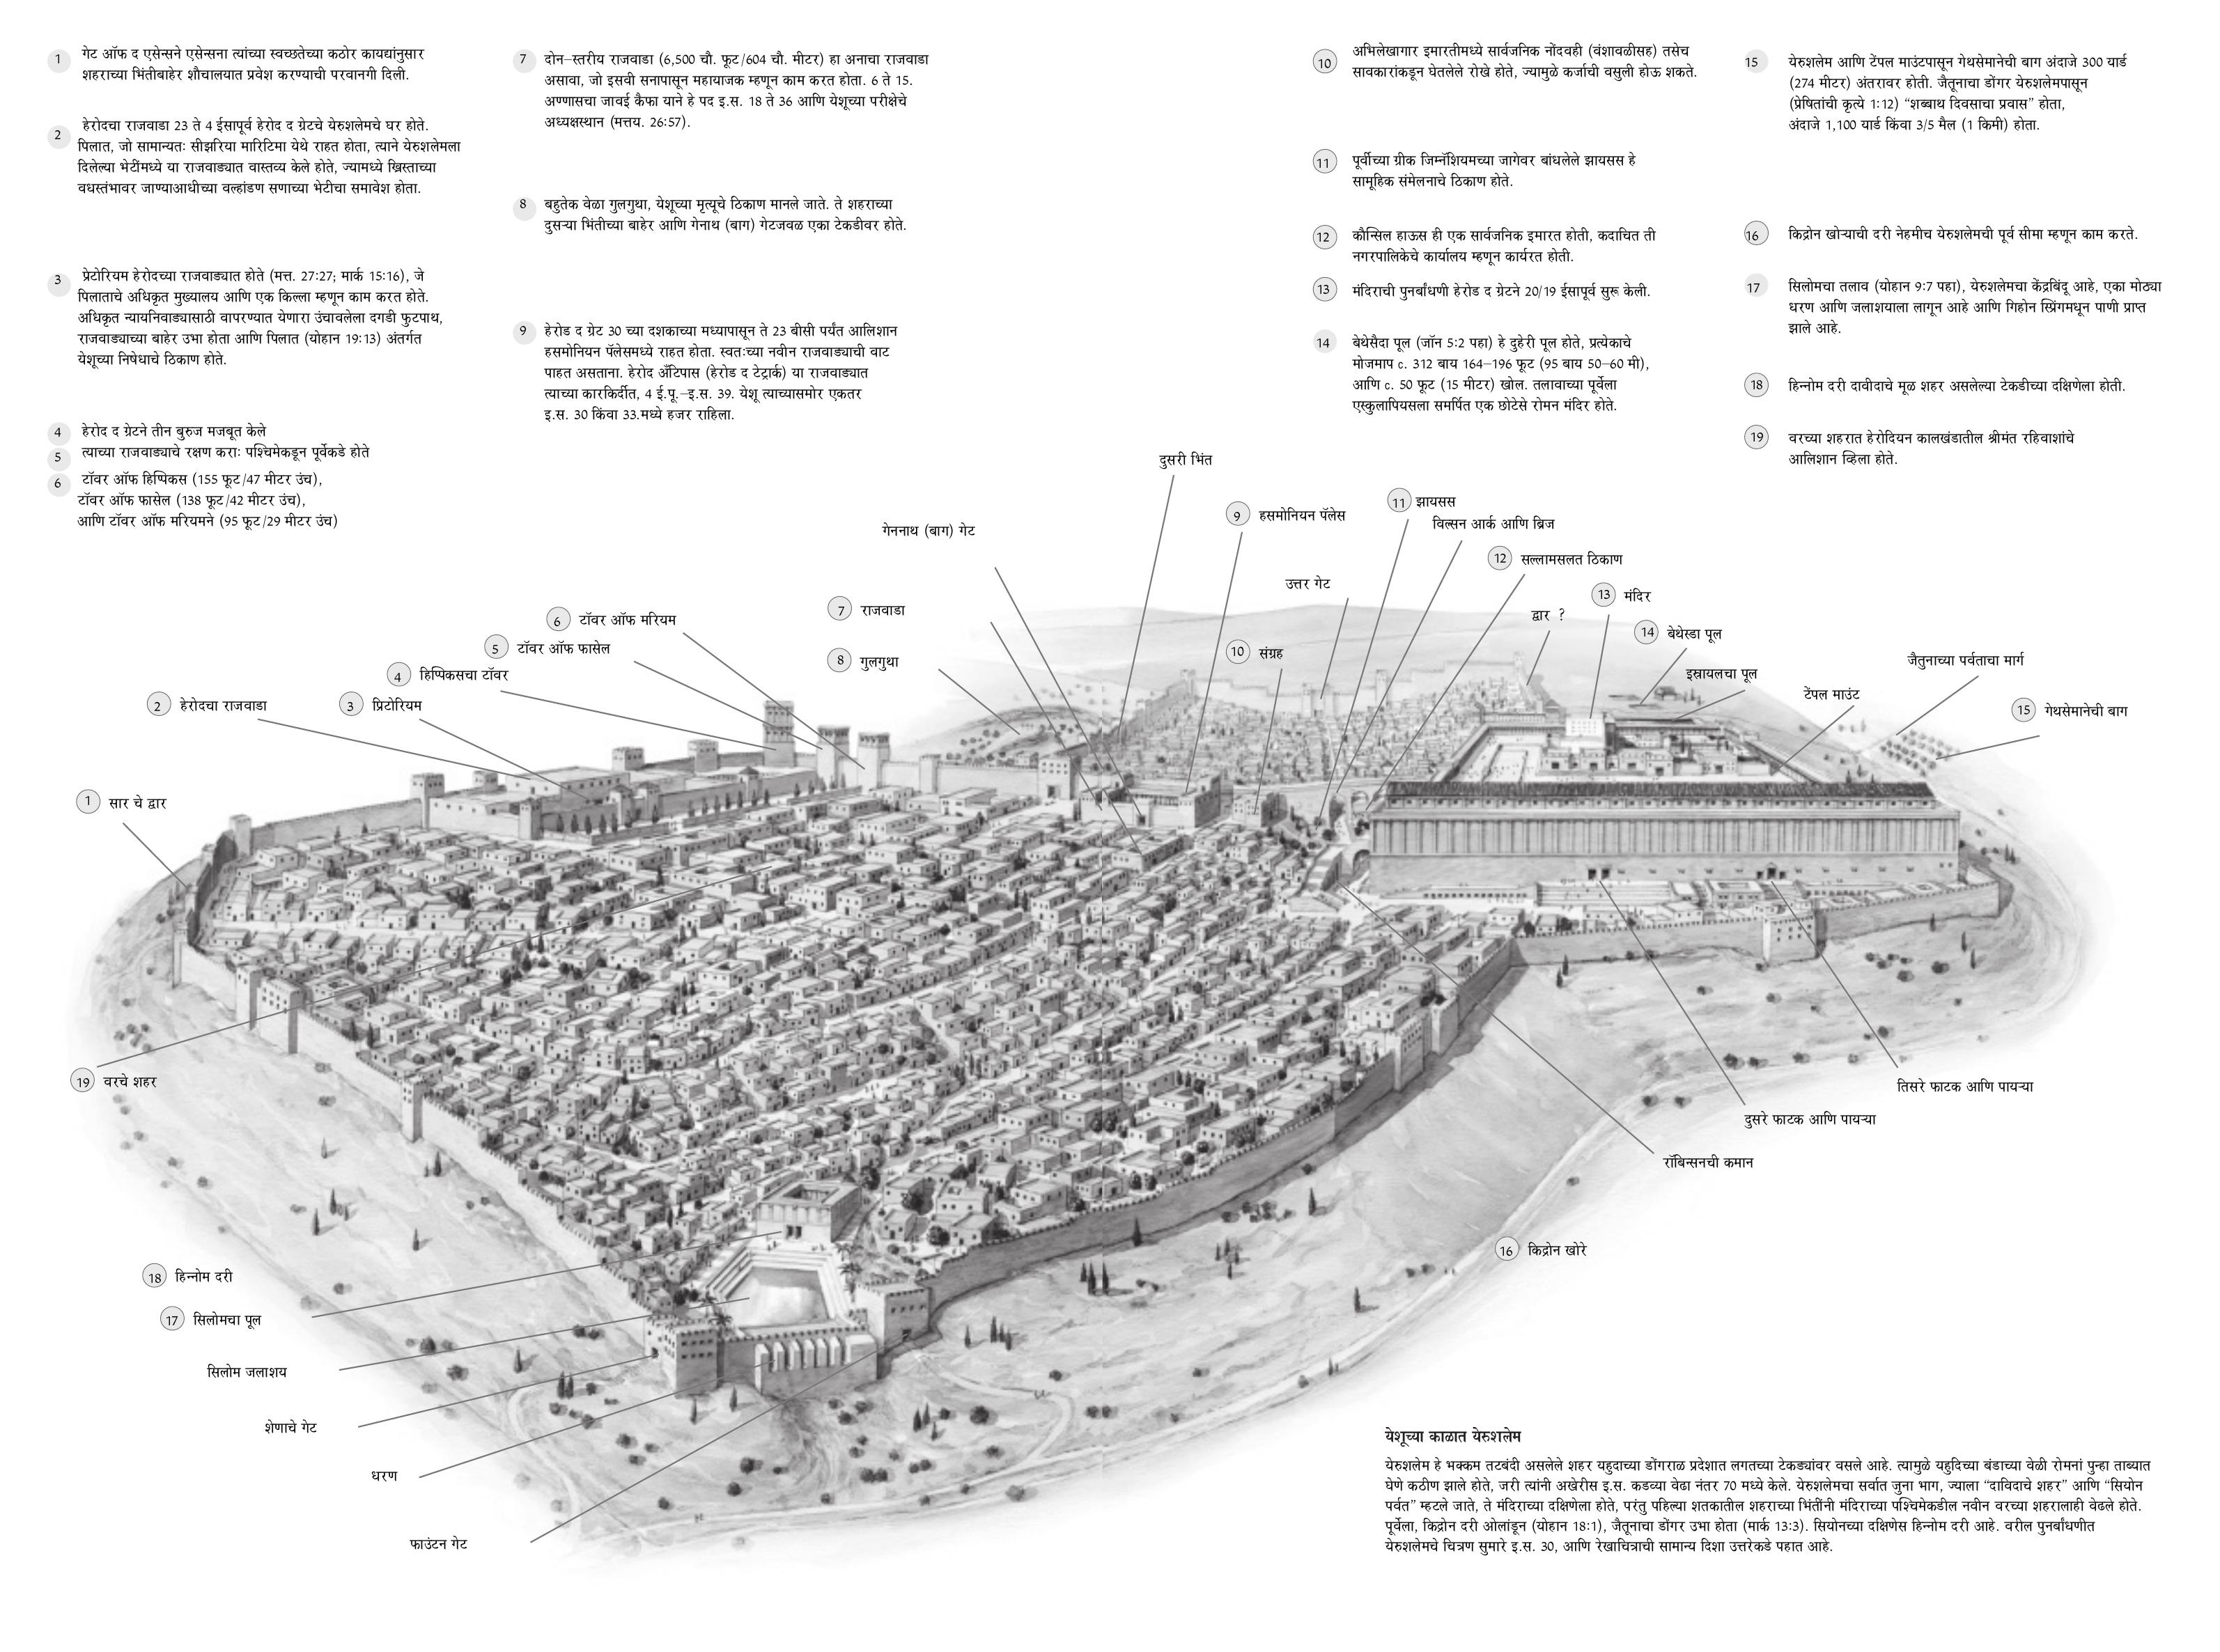 1 गेट ऑफ द एसेन्सने एसेन्सना त्यांच्या स्वच्छतेच्या कठोर कायद्यांनुसार
शहराच्या भिंतीबाहेर शौचालयात प्रवेश करण्याची परवानगी दिली.
2 हेरोदचा राजवाडा 23 ते 4 ईसापूर्व हेरोद द ग्रेटचे येरुशलेमचे घर होते.
पिलात, जो सामान्यतः सीझरिया मारिटिमा येथे राहत होता, त्याने येरुशलेमला
दिलेल्या भेटींमध्ये या राजवाड्यात वास्तव्य केले होते, ज्यामध्ये ख्रिस्ताच्या
वधस्तंभावर जाण्याआधीच्या वल्हांडण सणाच्या भेटीचा समावेश होता.
3 प्रेटोरियम हेरोदच्या राजवाड्यात होते (मत्त. 27:27; मार्क 15:16), जे
पिलाताचे अधिकृत मुख्यालय आणि एक किल्ला म्हणून काम करत होते.
अधिकृत न्यायनिवाड्यासाठी वापरण्यात येणारा उंचावलेला दगडी फुटपाथ,
राजवाड्याच्या बाहेर उभा होता आणि पिलात (योहान 19:13) अंतर्गत
येशूच्या निषेधाचे ठिकाण होते.
4 हेरोद द ग्रेटने तीन बुरुज मजबूत केले
5 त्याच्या राजवाड्याचे रक्षण कराः पश्चिमेकडून पूर्वेकडे होते
6 टॉवर ऑफ हिप्पिकस (155 फूट/47 मीटर उंच),
टॉवर ऑफ फासेल (138 फूट/42 मीटर उंच),
आणि टॉवर ऑफ मरियमने (95 फूट/29 मीटर उंच)
7 दोन–स्तरीय राजवाडा (6,500 चौ. फूट/604 चौ. मीटर) हा अनाचा राजवाडा
असावा, जो इसवी सनापासून महायाजक म्हणून काम करत होता. 6 ते 15.
अण्णासचा जावई कैफा याने हे पद इ.स. 18 ते 36 आणि येशूच्या परीक्षेचे
अध्यक्षस्थान (मत्तय. 26:57).
8 बहुतेक वेळा गुलगुथा, येशूच्या मृत्यूचे ठिकाण मानले जाते. ते शहराच्या
दुसऱ्या भिंतीच्या बाहेर आणि गेनाथ (बाग) गेटजवळ एका टेकडीवर होते.
9 हेरोड द ग्रेट 30 च्या दशकाच्या मध्यापासून ते 23 बीसी पर्यंत आलिशान
हसमोनियन पॅलेसमध्ये राहत होता. स्वतःच्या नवीन राजवाड्याची वाट
पाहत असताना. हेरोद अँटिपास (हेरोड द टेट्रार्क) या राजवाड्यात
त्याच्या कारकिर्दीत, 4 ई.पू.–इ.स. 39. येशू त्याच्यासमोर एकतर
इ.स. 30 किंवा 33.मध्ये हजर राहिला.
10 अभिलेखागार इमारतीमध्ये सार्वजनिक नोंदवही (वंशावळीसह) तसेच
सावकारांकडून घेतलेले रोखे होते, ज्यामुळे कर्जाची वसुली होऊ शकते.
11 पूर्वीच्या ग्रीक जिम्नॅशियमच्या जागेवर बांधलेले झायसस हे
सामूहिक संमेलनाचे ठिकाण होते.
12 कौन्सिल हाऊस ही एक सार्वजनिक इमारत होती, कदाचित ती
नगरपालिकेचे कार्यालय म्हणून कार्यरत होती.
13 मंदिराची पुनर्बांधणी हेरोड द ग्रेटने 20/19 ईसापूर्व सुरू केली.
14 बेथेसैदा पूल (जॉन 5:2 पहा) हे दुहेरी पूल होते, प्रत्येकाचे
मोजमाप c. 312 बाय 164–196 फूट (95 बाय 50–60 मी),
आणि c. 50 फूट (15 मीटर) खोल. तलावाच्या पूर्वेला
एस्कुलापियसला समर्पित एक छोटेसे रोमन मंदिर होते.
15 येरुशलेम आणि टेंपल माउंटपासून गेथसेमानेची बाग अंदाजे 300 यार्ड
(274 मीटर) अंतरावर होती. जैतूनाचा डोंगर येरुशलेमपासून
(प्रेषितांची कृत्ये 1:12) “शब्बाथ दिवसाचा प्रवास” होता,
अंदाजे 1,100 यार्ड किंवा 3/5 मैल (1 किमी) होता.
16 किद्रोन खोऱ्याची दरी नेहमीच येरुशलेमची पूर्व सीमा म्हणून काम करते.
17 सिलोमचा तलाव (योहान 9:7 पहा), येरुशलेमचा केंद्रबिंदू आहे, एका मोठ्या
धरण आणि जलाशयाला लागून आहे आणि गिहोन स्प्रिंगमधून पाणी प्राप्त
झाले आहे.
18 हिन्नोम दरी दावीदाचे मूळ शहर असलेल्या टेकडीच्या दक्षिणेला होती.
19 वरच्या शहरात हेरोदियन कालखंडातील श्रीमंत रहिवाशांचे
आलिशान व्हिला होते.
दुसरी भिंत
गेननाथ (बाग) गेट
9 हसमोनियन पॅलेस
11 झायसस
विल्सन आर्क आणि ब्रिज
12 सल्लामसलत ठिकाण
उत्तर गेट
13 मंदिर
द्वार ?
14 बेथेस्डा पूल
10 संग्रह
इस्रायलचा पूल
टेंपल माउंट
जैतुनाच्या पर्वताचा मार्ग
15 गेथसेमानेची बाग
7 राजवाडा
8 गुलगुथा
6 टॉवर ऑफ मरियम
5 टॉवर ऑफ फासेल
4 हिप्पिकसचा टॉवर
3 प्रिटोरियम
2 हेरोदचा राजवाडा
1 सार चे द्वार
19 वरचे शहर
तिसरे फाटक आणि पायऱ्या
दुसरे फाटक आणि पायऱ्या
रॉबिन्सनची कमान
16 किद्रोन खोरे
18 हिन्नोम दरी
17 सिलोमचा पूल
सिलोम जलाशय
शेणाचे गेट
धरण
फाउंटन गेट
येशूच्या काळात येरुशलेम
येरुशलेम हे भक्कम तटबंदी असलेले शहर यहुदाच्या डोंगराळ प्रदेशात लगतच्या टेकड्यांवर वसले आहे. त्यामुळे यहुदिच्या बंडाच्या वेळी रोमनां पुन्हा ताब्यात
घेणे कठीण झाले होते, जरी त्यांनी अखेरीस इ.स. कडव्या वेढा नंतर 70 मध्ये केले. येरुशलेमचा सर्वात जुना भाग, ज्याला “दाविदाचे शहर” आणि “सियोन
पर्वत” म्हटले जाते, ते मंदिराच्या दक्षिणेला होते, परंतु पहिल्या शतकातील शहराच्या भिंतींनी मंदिराच्या पश्चिमेकडील नवीन वरच्या शहरालाही वेढले होते.
पूर्वेला, किद्रोन दरी ओलांडून (योहान 18:1), जैतूनाचा डोंगर उभा होता (मार्क 13:3). सियोनच्या दक्षिणेस हिन्नोम दरी आहे. वरील पुनर्बांधणीत
येरुशलेमचे चित्रण सुमारे इ.स. 30, आणि रेखाचित्राची सामान्य दिशा उत्तरेकडे पहात आहे.